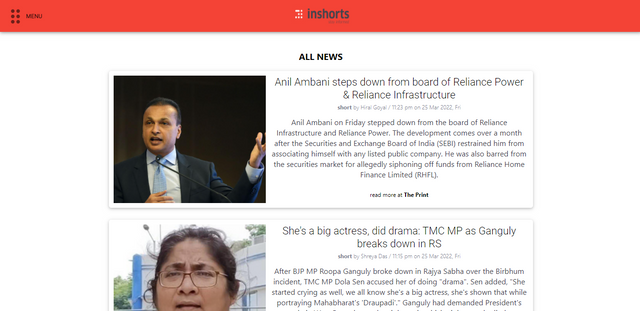 MENU
inshorts
ALL NEWS
Anil Ambani steps down from board of Reliance Power
& Reliance Infrastructure
short by Hiral Goyal / 11:23 pm on 25 Mar 2022, Fri
Anil Ambani on Friday stepped down from the board of Reliance
Infrastructure and Reliance Power. The development comes over a month
after the Securities and Exchange Board of India (SEBI) restrained him from
associating himself with any listed public company. He was also barred from
the securities market for allegedly siphoning off funds from Reliance Home
Finance Limited (RHFL).
read more at The Print
She's a big actress, did drama: TMC MP as Ganguly
breaks down in RS
short by Shreya Das / 11:15 pm on 25 Mar 2022, Fri
After BJP MP Roopa Ganguly broke down in Rajya Sabha over the Birbhum
incident, TMC MP Dola Sen accused her of doing "drama". Sen added, "She
started crying as well, we all know she's a big actress, she's shown that while
portraying Mahabharat's 'Draupadi'." Ganguly had demanded President's